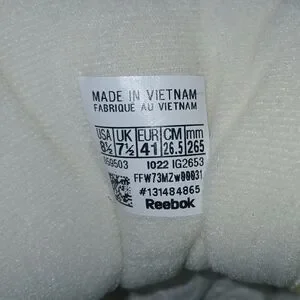 MADE IN VIETNAM
FABRIQUÉ AU VIETNAM
USA UK EUR CM mm
8½ 7½ 41 26.5 265
1022 IG2653
FFW73MZw00031
#131484865
Reebok